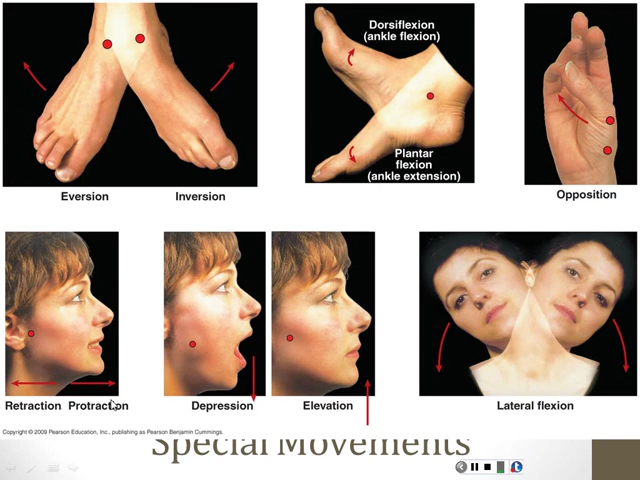 Dorsiflexion
(ankle flexion)
Plantar
flexion
(ankle extension)
Eversion
Inversion
Opposition
Retraction Protraction
Depression
Elevation
Lateral flexion
Copyright © 2009 Pearson Education, Inc., publishing as Pearson Benjamin Cummings.
Special Movements